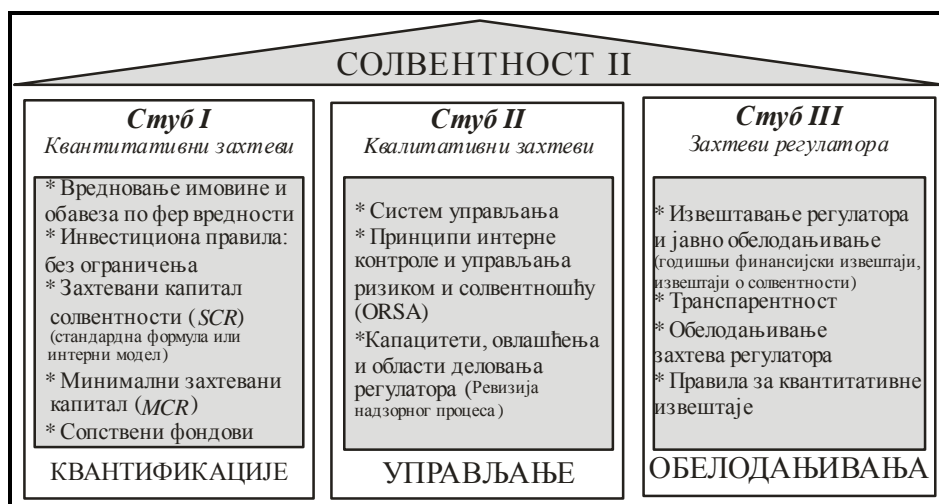 СОЛВЕНТНОСТ II
Стуб I
Квантитативни захтеви
* Вредновање имовине и
обавеза по фер вредности
* Инвестициона правила:
без ограничења
* Захтевани капитал
солвентности (SCR)
(стандардна формула или
интерни модел)
* Минимални захтевани
капитал (MCR)
* Сопствени фондови
КВАНТИФИКАЦИЈЕ
Стуб II
Квалитативни захтеви
* Систем управљања
* Принципи интерне
контроле и управљања
ризиком и солвентношћу
(ORSA)
*Капацитети, овлашћења
и области деловања
регулатора (Ревизија
надзорног процеса)
УПРАВЉАЊЕ
Стуб III
Захтеви регулатора
* Извештавање регулатора
и јавно обелодањивање
(годишњи финансијски извештаји,
извештаји о солвентности)
* Транспарентност
* Обелодањивање
захтева регулатора
* Правила за квантитативне
извештаје
ОБЕЛОДАЊИВАЊА